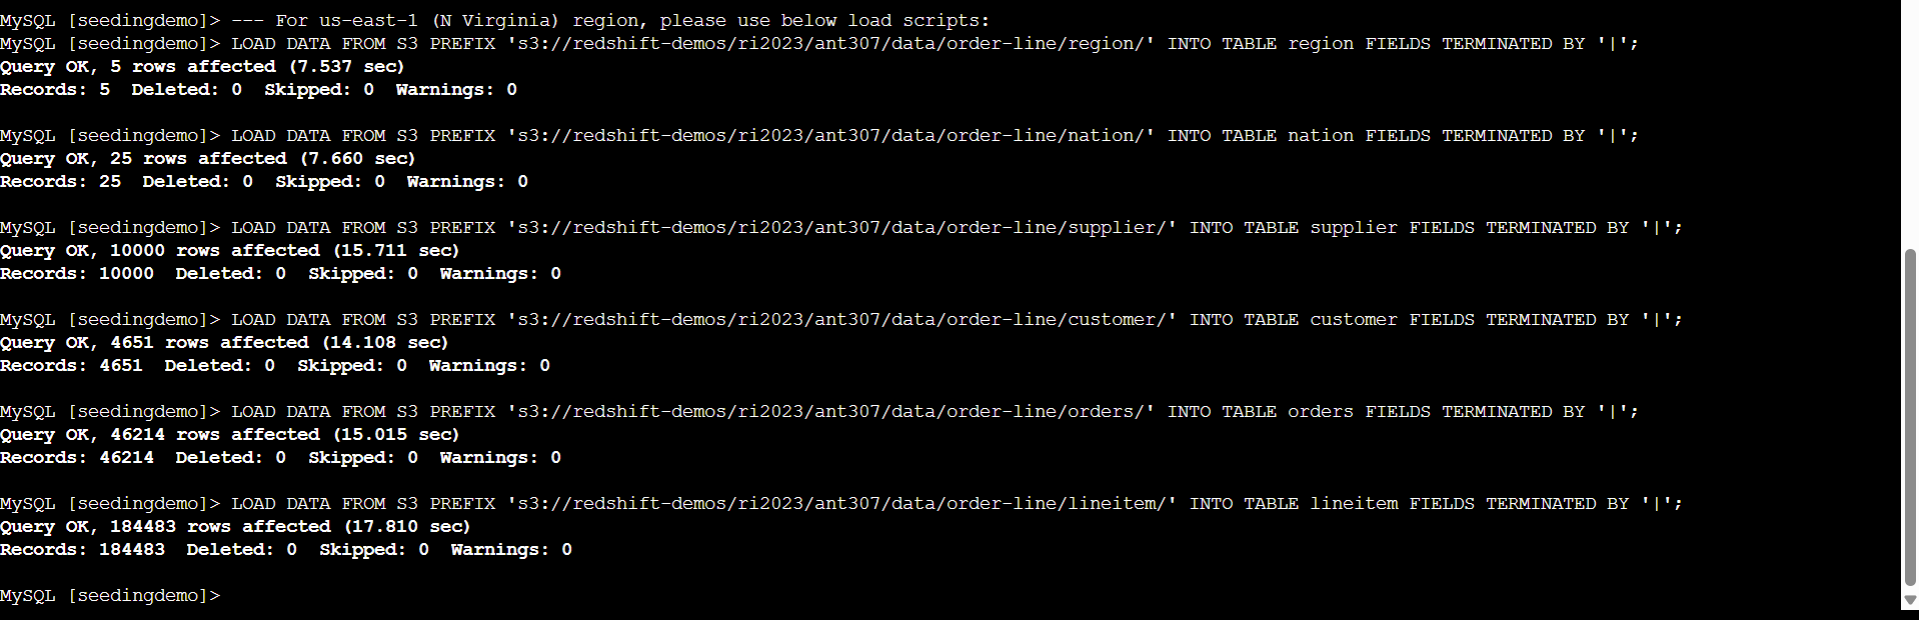 MySQL [seedingdemo]> --- For us-east-1 (N Virginia) region, please use below load scripts:
MySQL [seedingdemo]> LOAD DATA FROM S3 PREFIX 's3://redshift-demos/ri2023/ant307/data/order-line/region/' INTO TABLE region FIELDS TERMINATED BY '|';
Query OK, 5 rows affected (7.537 sec)
Records: 5  Deleted: 0  Skipped: 0  Warnings: 0
MySQL [seedingdemo]> LOAD DATA FROM S3 PREFIX 's3://redshift-demos/ri2023/ant307/data/order-line/nation/' INTO TABLE nation FIELDS TERMINATED BY '|';
Query OK, 25 rows affected (7.660 sec)
Records: 25  Deleted: 0  Skipped: 0  Warnings: 0
MySQL [seedingdemo]> LOAD DATA FROM S3 PREFIX 's3://redshift-demos/ri2023/ant307/data/order-line/supplier/' INTO TABLE supplier FIELDS TERMINATED BY '|';
Query OK, 10000 rows affected (15.711 sec)
Records: 10000  Deleted: 0  Skipped: 0  Warnings: 0
MySQL [seedingdemo]> LOAD DATA FROM S3 PREFIX 's3://redshift-demos/ri2023/ant307/data/order-line/customer/' INTO TABLE customer FIELDS TERMINATED BY '|';
Query OK, 4651 rows affected (14.108 sec)
Records: 4651  Deleted: 0  Skipped: 0  Warnings: 0
MySQL [seedingdemo]> LOAD DATA FROM S3 PREFIX 's3://redshift-demos/ri2023/ant307/data/order-line/orders/' INTO TABLE orders FIELDS TERMINATED BY '|';
Query OK, 46214 rows affected (15.015 sec)
Records: 46214  Deleted: 0  Skipped: 0  Warnings: 0
MySQL [seedingdemo]> LOAD DATA FROM S3 PREFIX 's3://redshift-demos/ri2023/ant307/data/order-line/lineitem/' INTO TABLE lineitem FIELDS TERMINATED BY '|';
Query OK, 184483 rows affected (17.810 sec)
Records: 184483  Deleted: 0  Skipped: 0  Warnings: 0
MySQL [seedingdemo]>